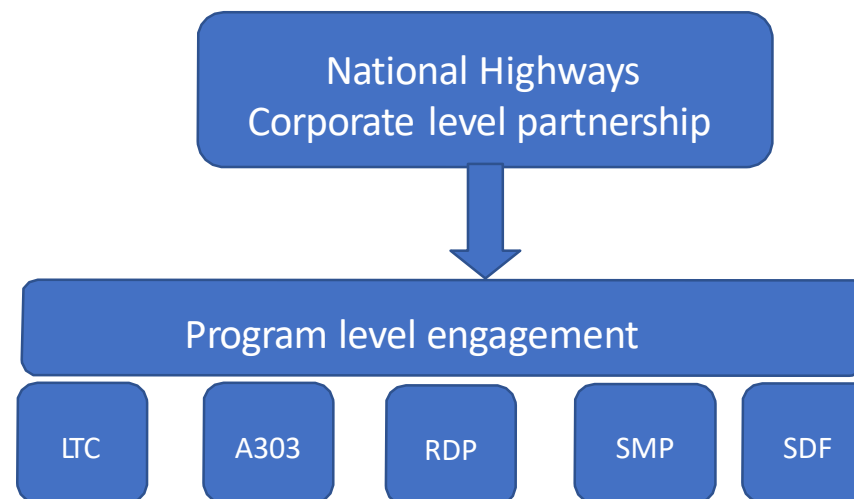 National Highways
Corporate level partnership
Program level engagement
LTC
A303
RDP
SMP
SDF